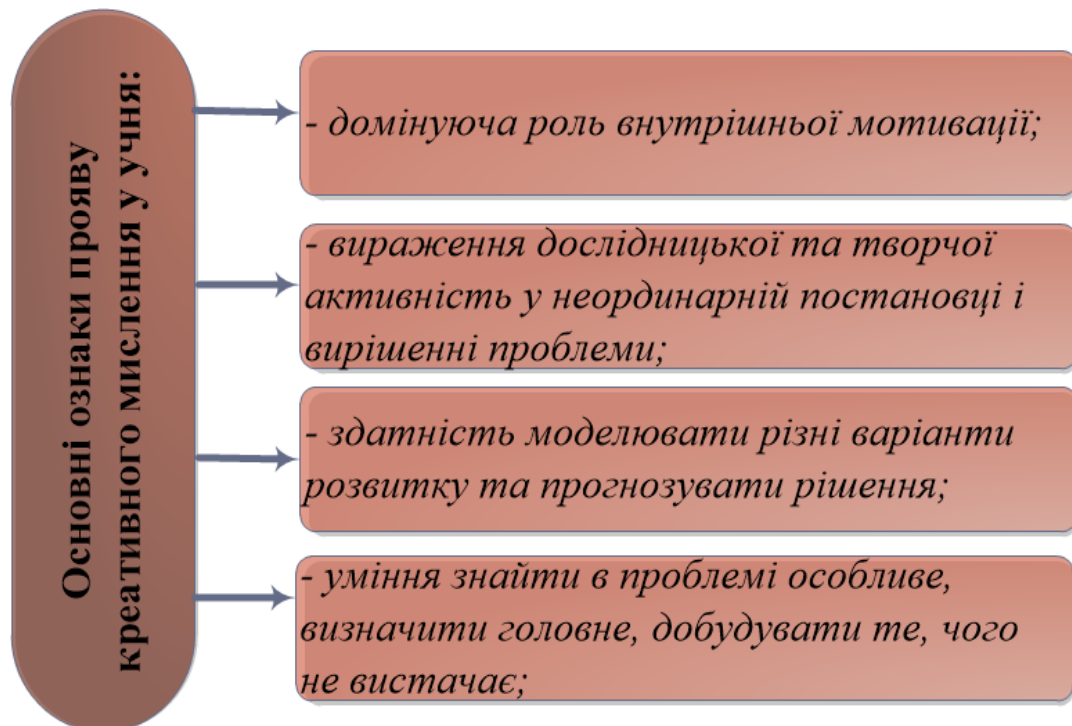 Основні ознаки прояву
креативного мислення у учня:
- домінуюча роль внутрішньої мотивації;
- вираження дослідницької та творчої
активність у неординарній постановці і
вирішенні проблеми;
- здатність моделювати різні варіанти
розвитку та прогнозувати рішення;
- уміння знайти в проблемі особливе,
визначити головне, добудувати те, чого
не вистачає;